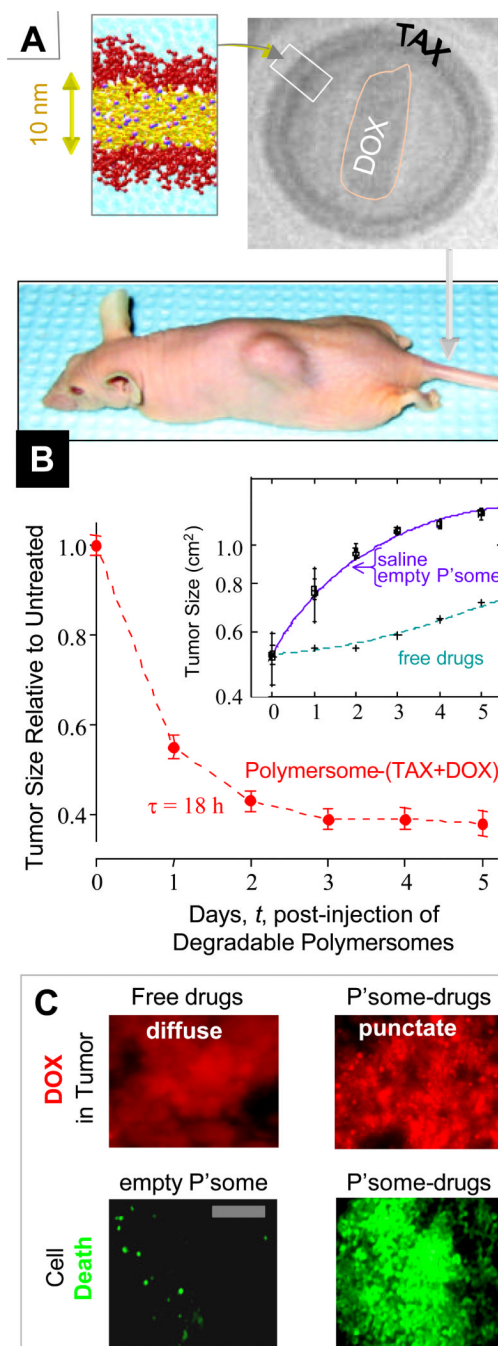 A
10 nm
TAX
DOX
B
Tumor Size Relative to Untreated
1.0
0.8
0.6
0.4
Tumor Size (cm²)
1.0
0.8
0.6
0.4
saline
empty P'some
free drugs
0 1 2 3 4 5
Polymersome-(TAX+DOX)
τ = 18 h
0 1 2 3 4 5
Days, t, post-injection of
Degradable Polymersomes
C
Free drugs
P'some-drugs
diffuse
punctate
DOX
in Tumor
empty P'some
P'some-drugs
Cell
Death